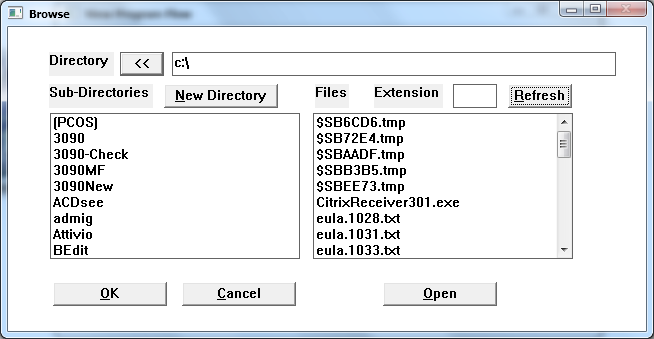 Browse
Directory << c:\
Sub-Directories New Directory Files Extension Refresh
(PCOS)
3090
3090-Check
3090MF
3090New
ACDsee
admig
Attivio
BEdit
$SB6CD6.tmp
$SB72E4.tmp
$SBAADF.tmp
$SBB3B5.tmp
$SBEE73.tmp
CitrixReceiver301.exe
eula.1028.txt
eula.1031.txt
eula.1033.txt
OK Cancel Open